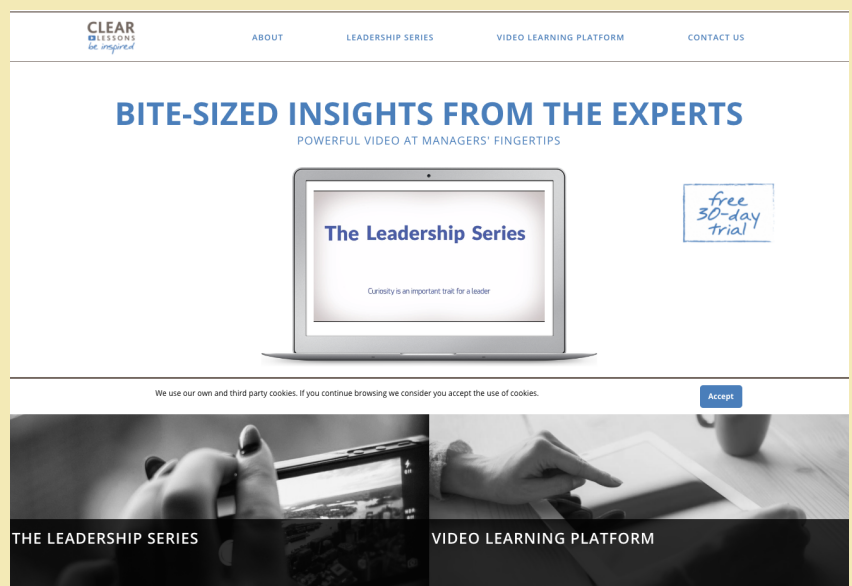 CLEAR
LESSONS
be inspired
ABOUT
LEADERSHIP SERIES
VIDEO LEARNING PLATFORM
CONTACT US
BITE-SIZED INSIGHTS FROM THE EXPERTS
POWERFUL VIDEO AT MANAGERS' FINGERTIPS
The Leadership Series
Curiosity is an important trait for a leader
free
30-day
trial
We use our own and third party cookies. If you continue browsing we consider you accept the use of cookies.
Accept
THE LEADERSHIP SERIES
VIDEO LEARNING PLATFORM